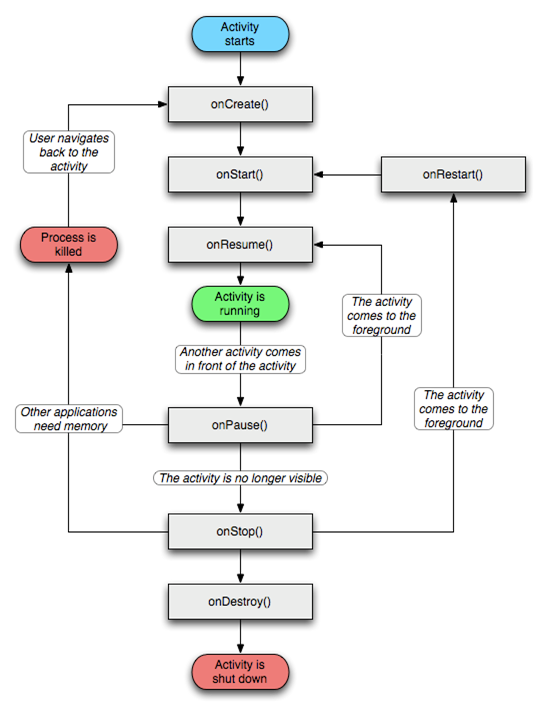 Activity
starts
onCreate()
User navigates
back to the
activity
onStart()
onRestart()
Process is
killed
onResume()
Activity is
running
The activity
comes to the
foreground
Another activity comes
in front of the activity
The activity
comes to the
foreground
Other applications
need memory
onPause()
The activity is no longer visible
onStop()
onDestroy()
Activity is
shut down